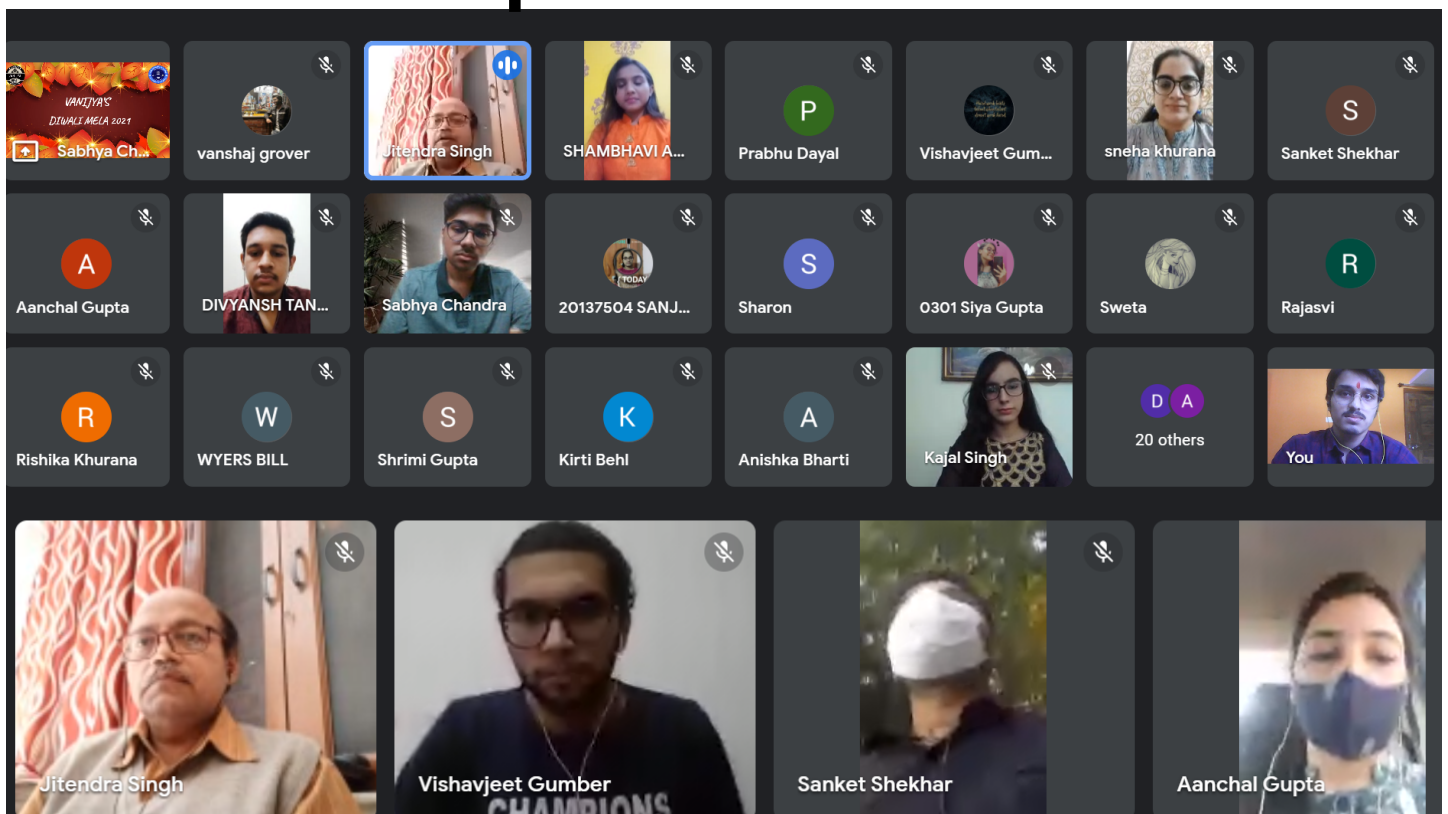 VANIJYA'S
DIWALI MELA 2021
Sabhya Ch...
vanshaj grover
Jitendra Singh
SHAMBHAVI A...
P
Prabhu Dayal
Vishavjeet Gum...
sneha khurana
S
Sanket Shekhar
A
Aanchal Gupta
DIVYANSH TAN...
Sabhya Chandra
TODAY
20137504 SANJ...
S
Sharon
0301 Siya Gupta
Sweta
R
Rajasvi
R
Rishika Khurana
W
WYERS BILL
S
Shrimi Gupta
K
Kirti Behl
A
Anishka Bharti
Kajal Singh
D A
20 others
You
Jitendra Singh
Vishavjeet Gumber
CHAMPIONS
Sanket Shekhar
Aanchal Gupta